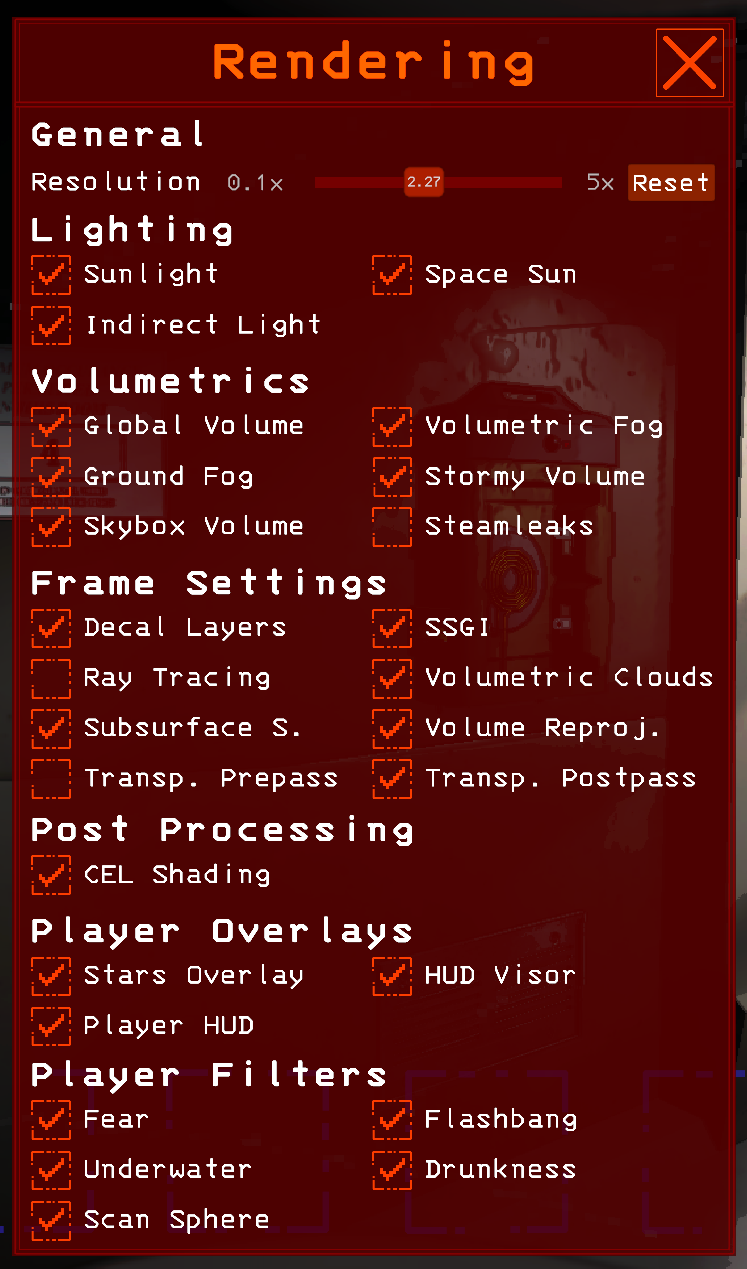 Rendering
General
Resolution 0.1x 2.27 5x Reset
Lighting
Sunlight Space Sun
Indirect Light
Volumetrics
Global Volume Volumetric Fog
Ground Fog Stormy Volume
Skybox Volume Steamleaks
Frame Settings
Decal Layers SSGI
Ray Tracing Volumetric Clouds
Subsurface S. Volume Reproj.
Transp. Prepass Transp. Postpass
Post Processing
CEL Shading
Player Overlays
Stars Overlay HUD Visor
Player HUD
Player Filters
Fear Flashbang
Underwater Drunkness
Scan Sphere